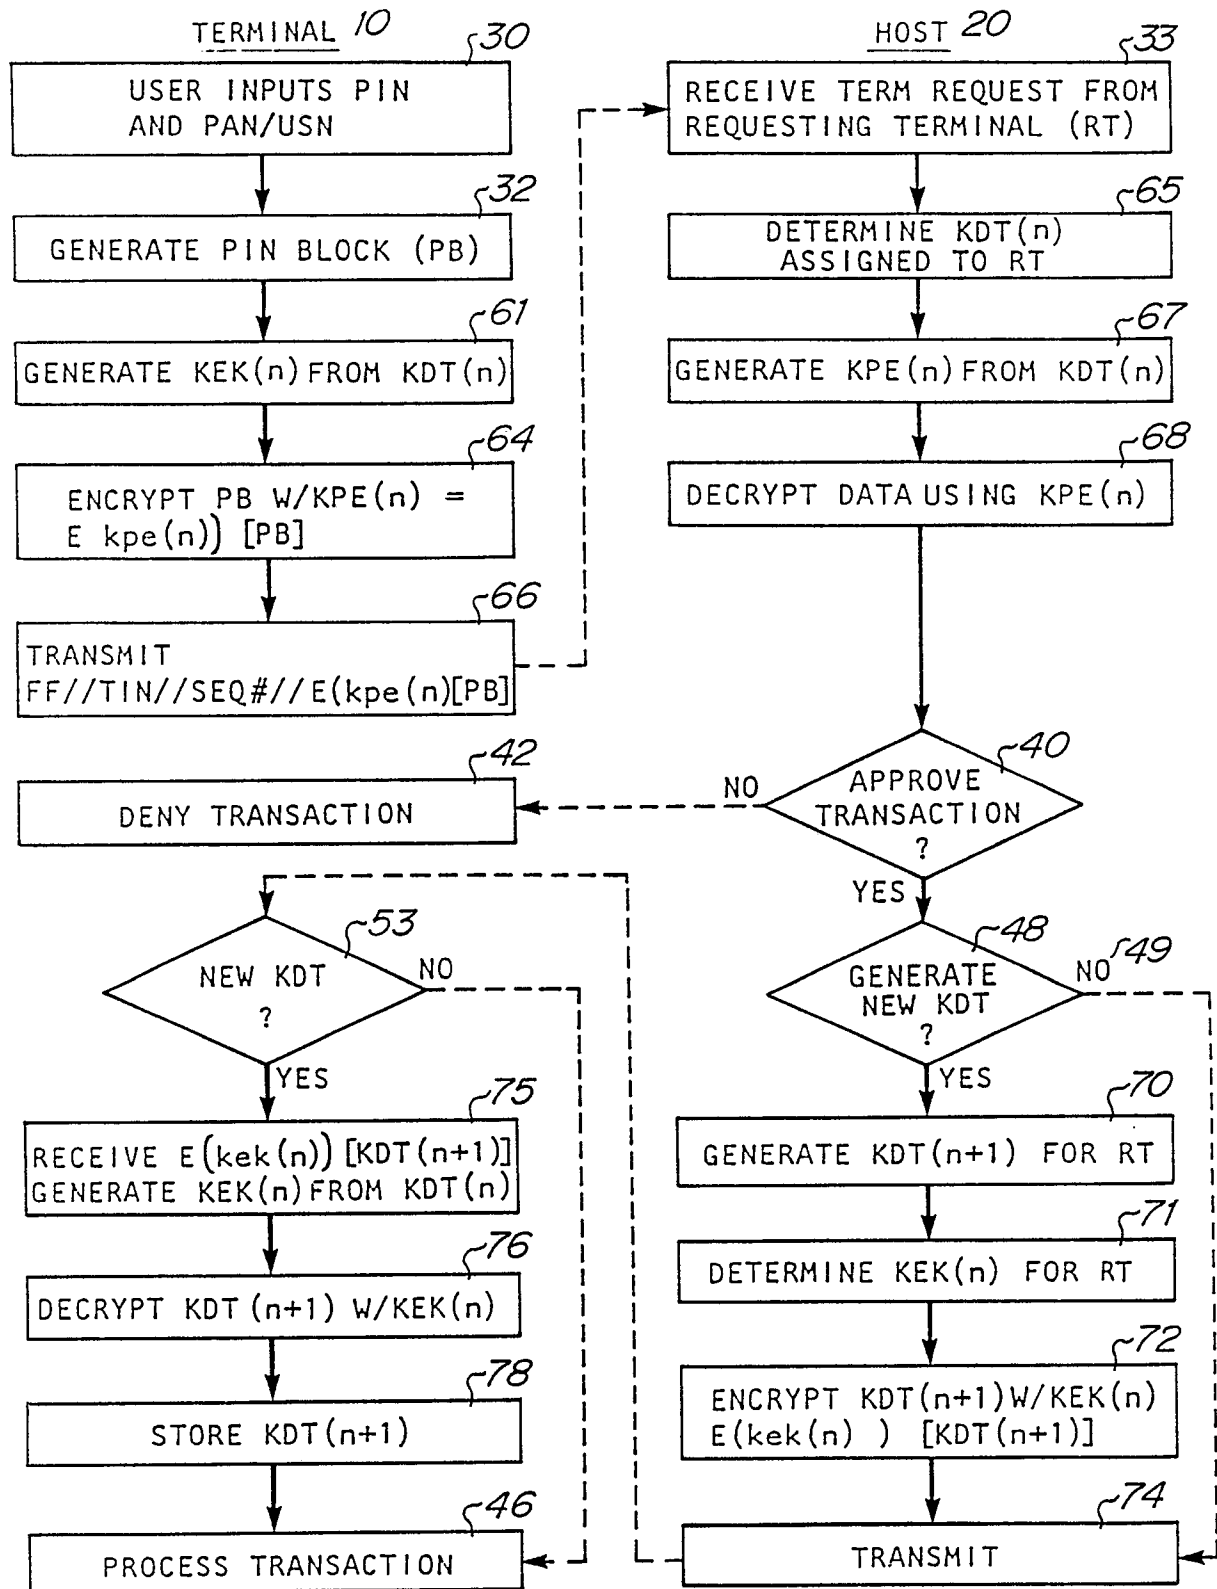 TERMINAL 10
30
USER INPUTS PIN
AND PAN/USN
32
GENERATE PIN BLOCK (PB)
61
GENERATE KEK(n) FROM KDT(n)
64
ENCRYPT PB W/KPE(n) =
E kpe(n)) [PB]
66
TRANSMIT
FF//TIN//SEQ#//E(kpe(n)[PB]
42
DENY TRANSACTION
53
NEW KDT
?
NO
YES
75
RECEIVE E(kek(n)) [KDT(n+1)]
GENERATE KEK(n) FROM KDT(n)
76
DECRYPT KDT(n+1) W/KEK(n)
78
STORE KDT(n+1)
46
PROCESS TRANSACTION
HOST 20
33
RECEIVE TERM REQUEST FROM
REQUESTING TERMINAL (RT)
65
DETERMINE KDT(n)
ASSIGNED TO RT
67
GENERATE KPE(n) FROM KDT(n)
68
DECRYPT DATA USING KPE(n)
40
APPROVE
TRANSACTION
?
NO
YES
48
GENERATE
NEW KDT
?
NO 49
YES
70
GENERATE KDT(n+1) FOR RT
71
DETERMINE KEK(n) FOR RT
72
ENCRYPT KDT(n+1) W/KEK(n)
E(kek(n) ) [KDT(n+1)]
74
TRANSMIT